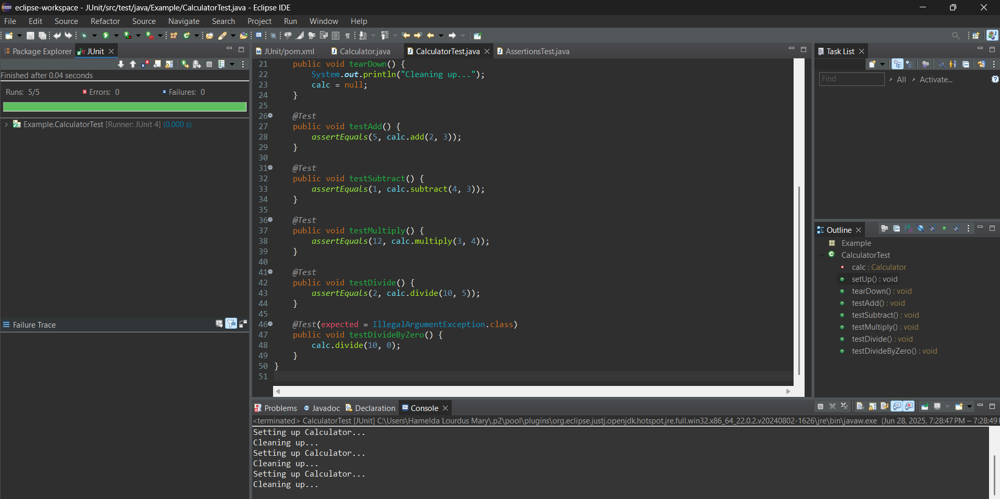 eclipse-workspace - JUnit/src/test/java/Example/CalculatorTest.java - Eclipse IDE
File Edit Source Refactor Source Navigate Search Project Run Window Help
Package Explorer JUnit
Finished after 0.04 seconds
Runs: 5/5 Errors: 0 Failures: 0
Example.CalculatorTest [Runner: JUnit 4] (0.000 s)
Failure Trace
JUnit/pom.xml Calculator.java CalculatorTest.java AssertionsTest.java
21 public void tearDown() {
22 System.out.println("Cleaning up...");
23 calc = null;
24 }
25
26 @Test
27 public void testAdd() {
28 assertEquals(5, calc.add(2, 3));
29 }
30
31 @Test
32 public void testSubtract() {
33 assertEquals(1, calc.subtract(4, 3));
34 }
35
36 @Test
37 public void testMultiply() {
38 assertEquals(12, calc.multiply(3, 4));
39 }
40
41 @Test
42 public void testDivide() {
43 assertEquals(2, calc.divide(10, 5));
44 }
45
46 @Test(expected = IllegalArgumentException.class)
47 public void testDivideByZero() {
48 calc.divide(10, 0);
49 }
50 }
51
Task List
Find All Activate...
Outline
Example
CalculatorTest
calc : Calculator
setUp() : void
tearDown() : void
testAdd() : void
testSubtract() : void
testMultiply() : void
testDivide() : void
testDivideByZero() : void
Problems Javadoc Declaration Console
<terminated> CalculatorTest [JUnit] C:\Users\Hamelda Lourdus Mary\.p2\pool\plugins\org.eclipse.justj.openjdk.hotspot.jre.full.win32.x86_64_22.0.2.v20240802-1626\jre\bin\javaw.exe (Jun 28, 2025, 7:28:47 PM – 7:28:49
Setting up Calculator...
Cleaning up...
Setting up Calculator...
Cleaning up...
Setting up Calculator...
Cleaning up...